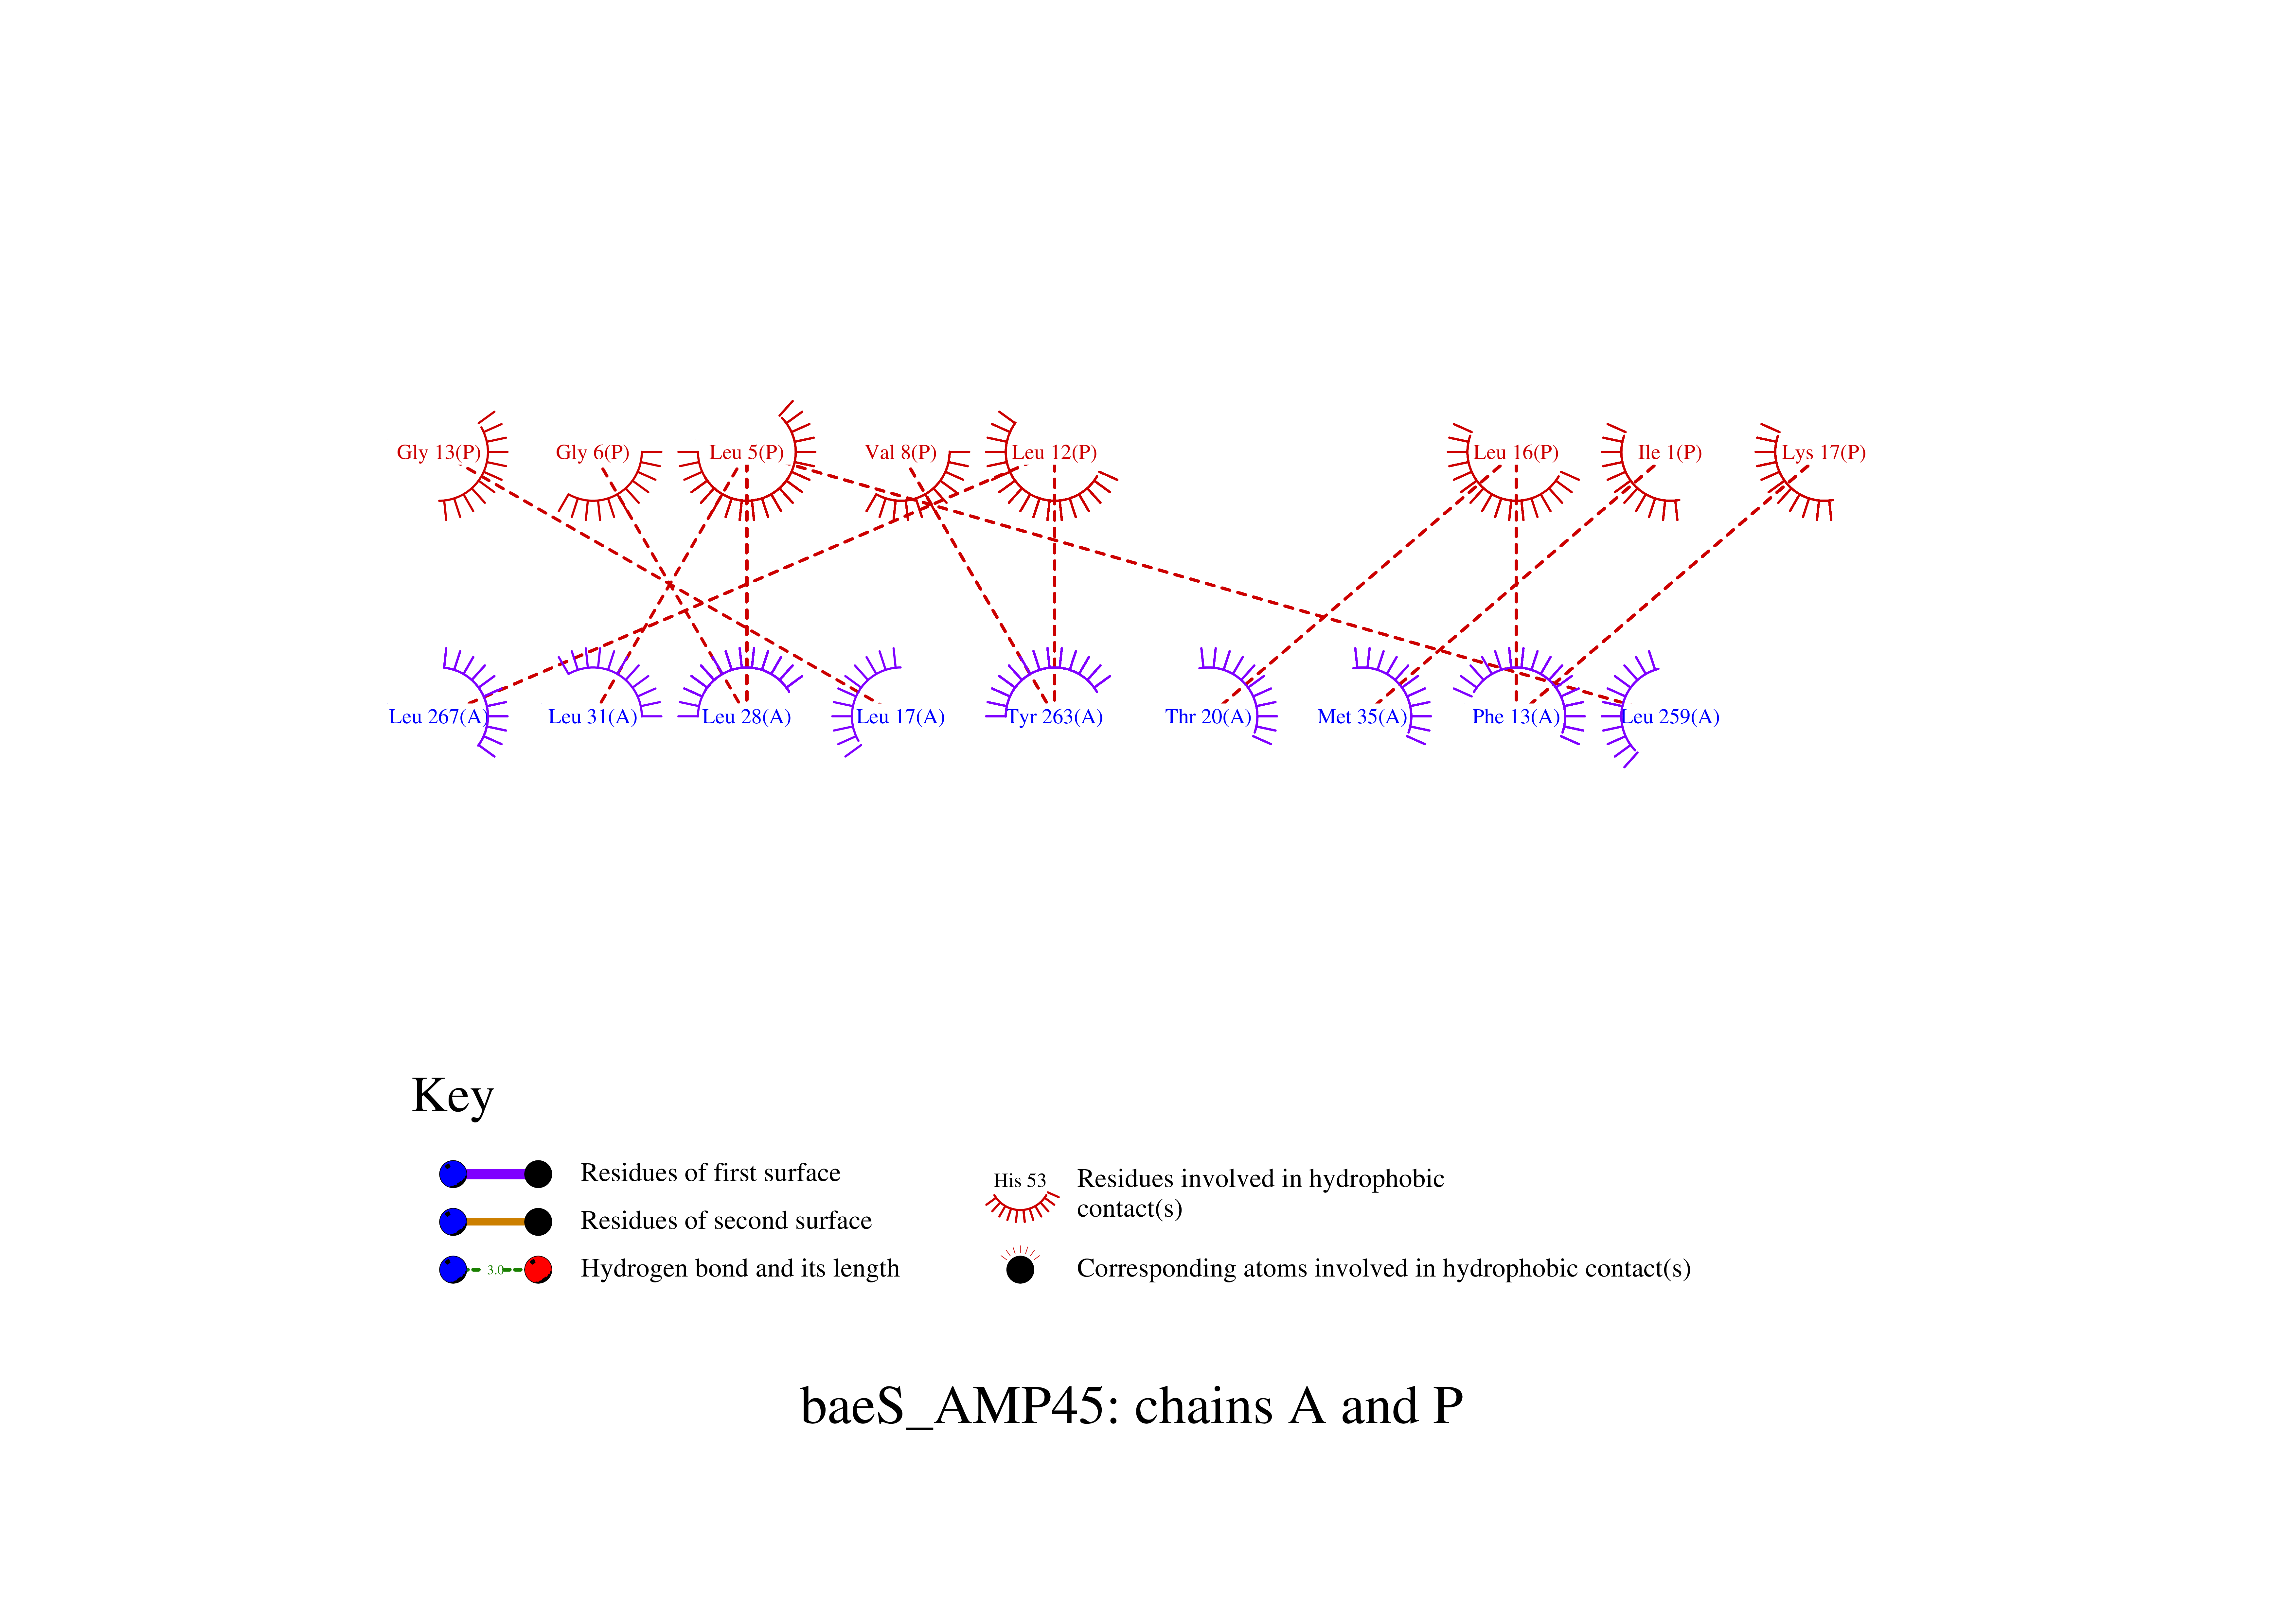 Gly 13(P) Gly 6(P) Leu 5(P) Val 8(P) Leu 12(P) Leu 16(P) Ile 1(P) Lys 17(P)
Leu 267(A) Leu 31(A) Leu 28(A) Leu 17(A) Tyr 263(A) Thr 20(A) Met 35(A) Phe 13(A) Leu 259(A)
Key
Residues of first surface
Residues of second surface
3.0 Hydrogen bond and its length
His 53 Residues involved in hydrophobic
contact(s)
Corresponding atoms involved in hydrophobic contact(s)
baeS_AMP45: chains A and P